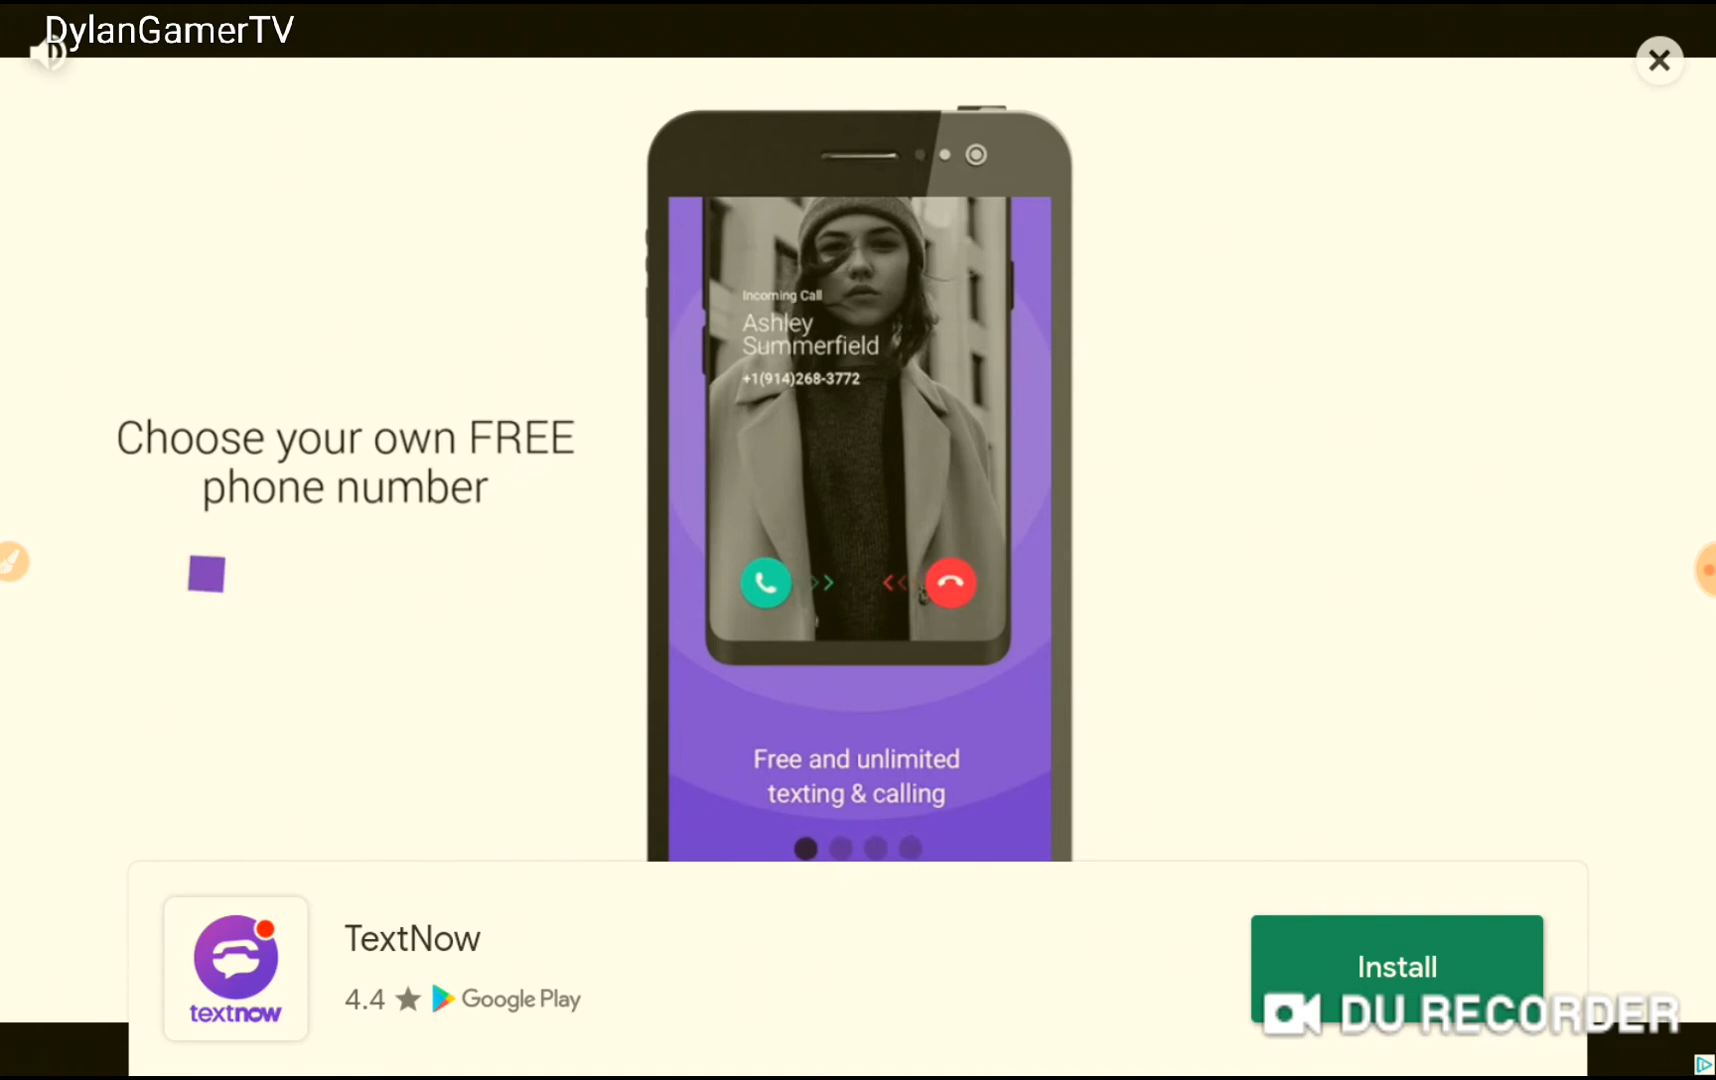 DylanGamerTV
Incoming Call
Ashley
Summerfield
+1(914)268-3772
Choose your own FREE
phone number
Free and unlimited
texting & calling
textnow
TextNow
4.4 ★ Google Play
Install
DU RECORDER